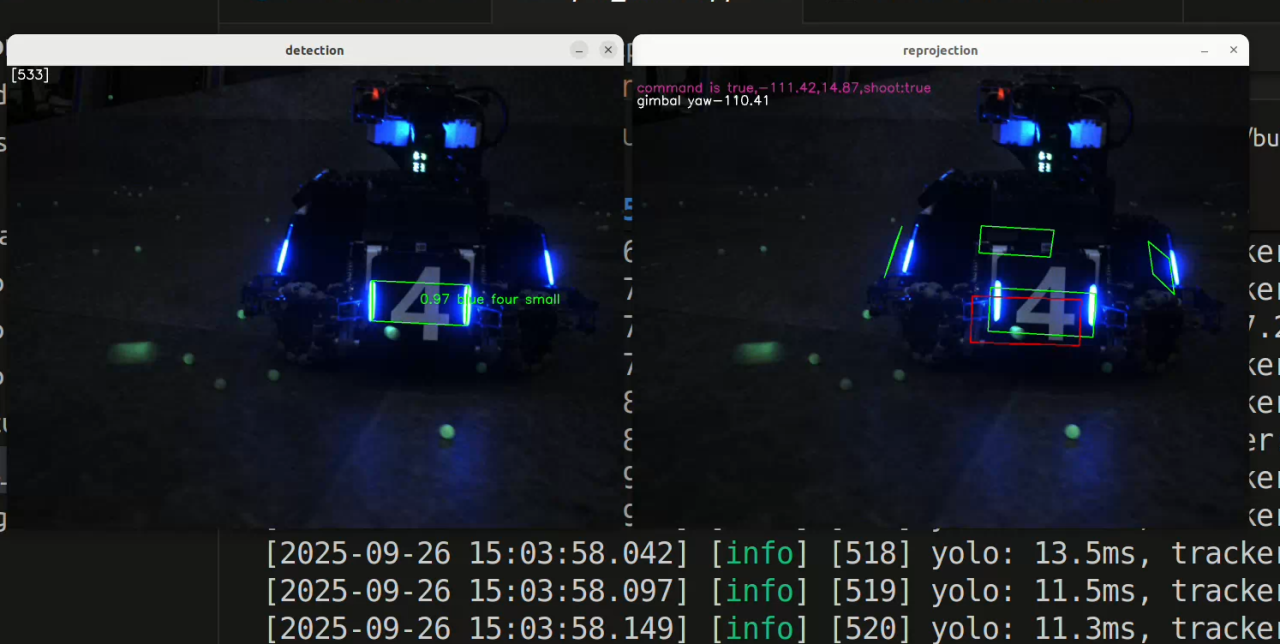 detection
[533]
0.97 blue four small
4
reprojection
command is true,-111.42,14.87,shoot:true
gimbal yaw-110.41
4
[2025-09-26 15:03:58.042] [info] [518] yolo: 13.5ms, tracker
[2025-09-26 15:03:58.097] [info] [519] yolo: 11.5ms, tracker
[2025-09-26 15:03:58.149] [info] [520] yolo: 11.3ms, tracker